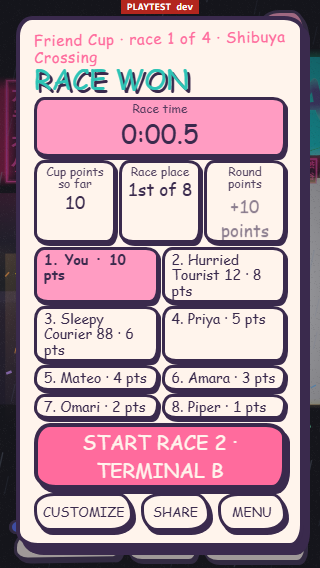 PLAYTEST dev
Friend Cup · race 1 of 4 · Shibuya
Crossing
RACE WON
Race time
0:00.5
Cup points
so far
10
Race place
1st of 8
Round
points
+10
points
1. You · 10
pts
2. Hurried
Tourist 12 · 8
pts
3. Sleepy
Courier 88 · 6
pts
4. Priya · 5 pts
5. Mateo · 4 pts
6. Amara · 3 pts
7. Omari · 2 pts
8. Piper · 1 pts
START RACE 2 ·
TERMINAL B
CUSTOMIZE
SHARE
MENU